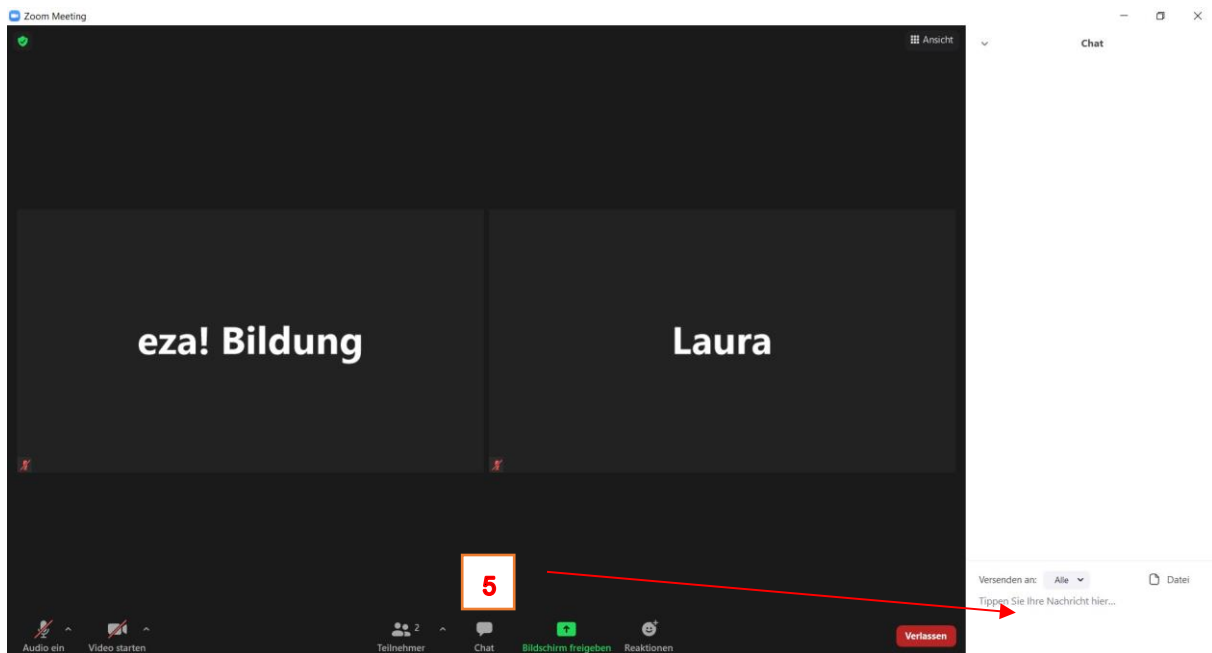 Zoom Meeting
Ansicht
Chat
eza! Bildung
Laura
5
Versenden an: Alle
Datei
Tippen Sie Ihre Nachricht hier...
Audio ein
Video starten
Teilnehmer 2
Chat
Bildschirm freigeben
Reaktionen
Verlassen